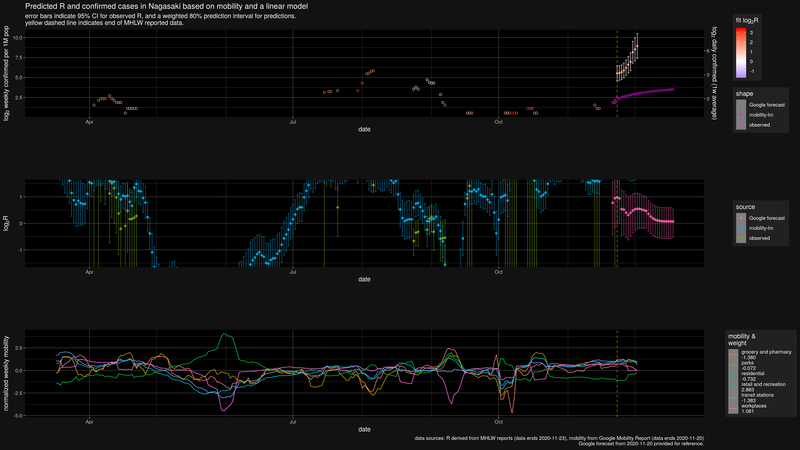 Predicted R and confirmed cases in Nagasaki based on mobility and a linear model
error bars indicate 95% CI for observed R, and a weighted 80% prediction interval for predictions.
yellow dashed line indicates end of MHLW reported data.
log₂ weekly confirmed per 1M pop
10.0
7.5
5.0
2.5
Apr
Jul
Oct
date
log₂ daily confirmed (1w average)
6
3
0
fit log₂R
3
2
1
0
-1
shape
Google forecast
mobility-lm
observed
log₂R
1
0
-1
Apr
Jul
Oct
date
source
Google forecast
mobility-lm
observed
normalized weekly mobility
2.5
0.0
-2.5
-5.0
Apr
Jul
Oct
date
mobility &
weight
grocery and pharmacy
-1.380
parks
-0.072
residential
-0.732
retail and recreation
2.883
transit stations
-1.383
workplaces
1.081
data sources: R derived from MHLW reports (data ends 2020-11-23), mobility from Google Mobility Report (data ends 2020-11-20)
Google forecast from 2020-11-20 provided for reference.